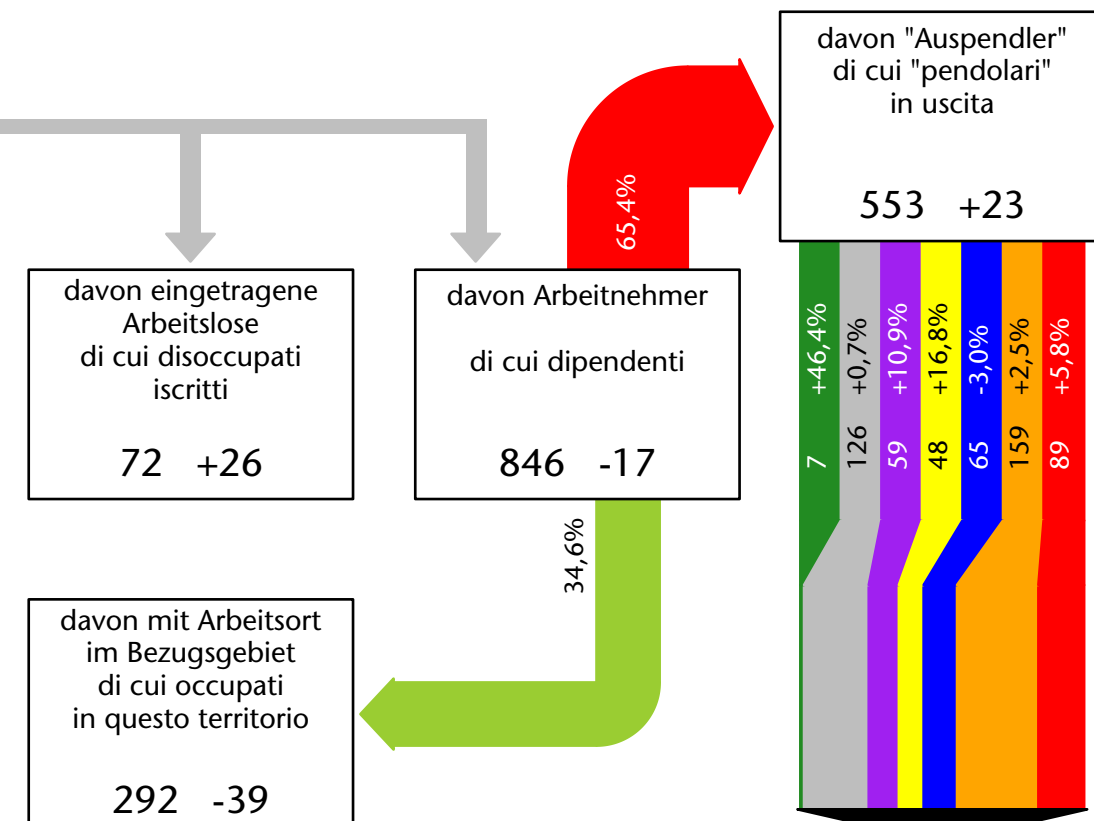 davon "Auspendler"
di cui "pendolari"
in uscita
553 +23
65,4%
davon eingetragene
Arbeitslose
di cui disoccupati
iscritti
72 +26
davon Arbeitnehmer
di cui dipendenti
846 -17
7 +46,4%
126 +0,7%
59 +10,9%
48 +16,8%
65 -3,0%
159 +2,5%
89 +5,8%
34,6%
davon mit Arbeitsort
im Bezugsgebiet
di cui occupati
in questo territorio
292 -39